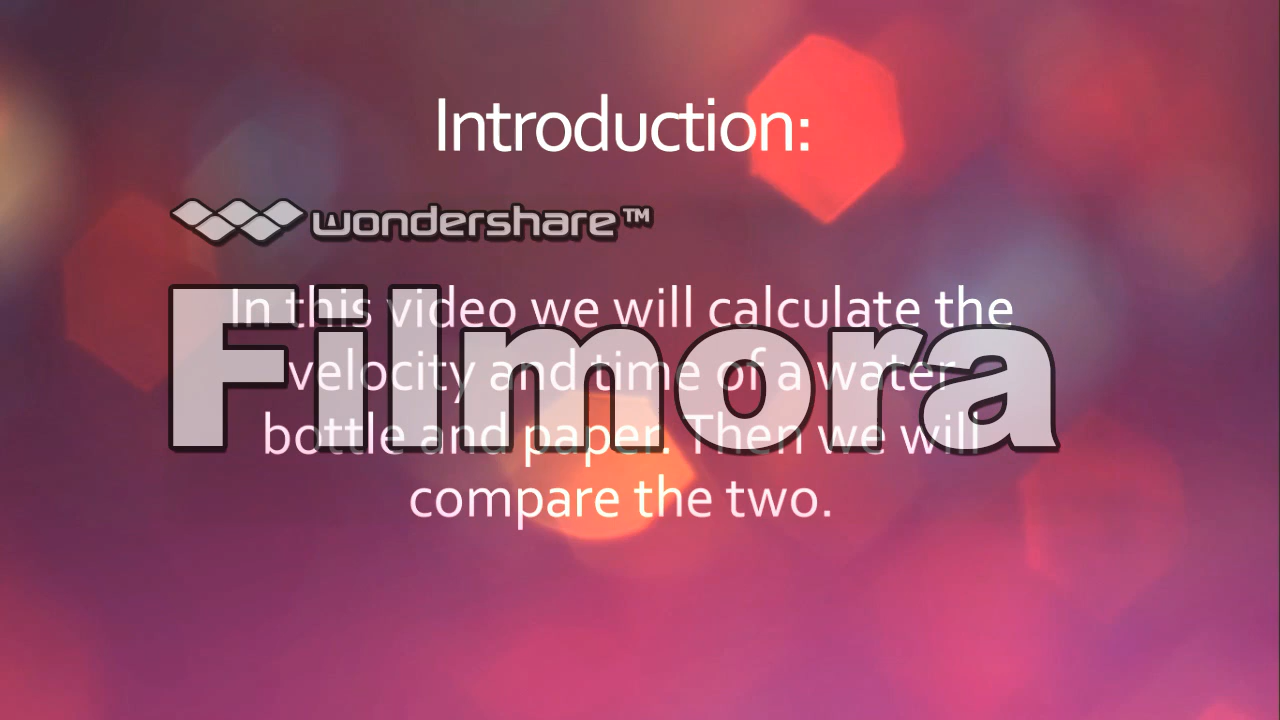 Introduction:
wondershare™
Filmora
In this video we will calculate the
velocity and time of a water
bottle and paper. Then we will
compare the two.